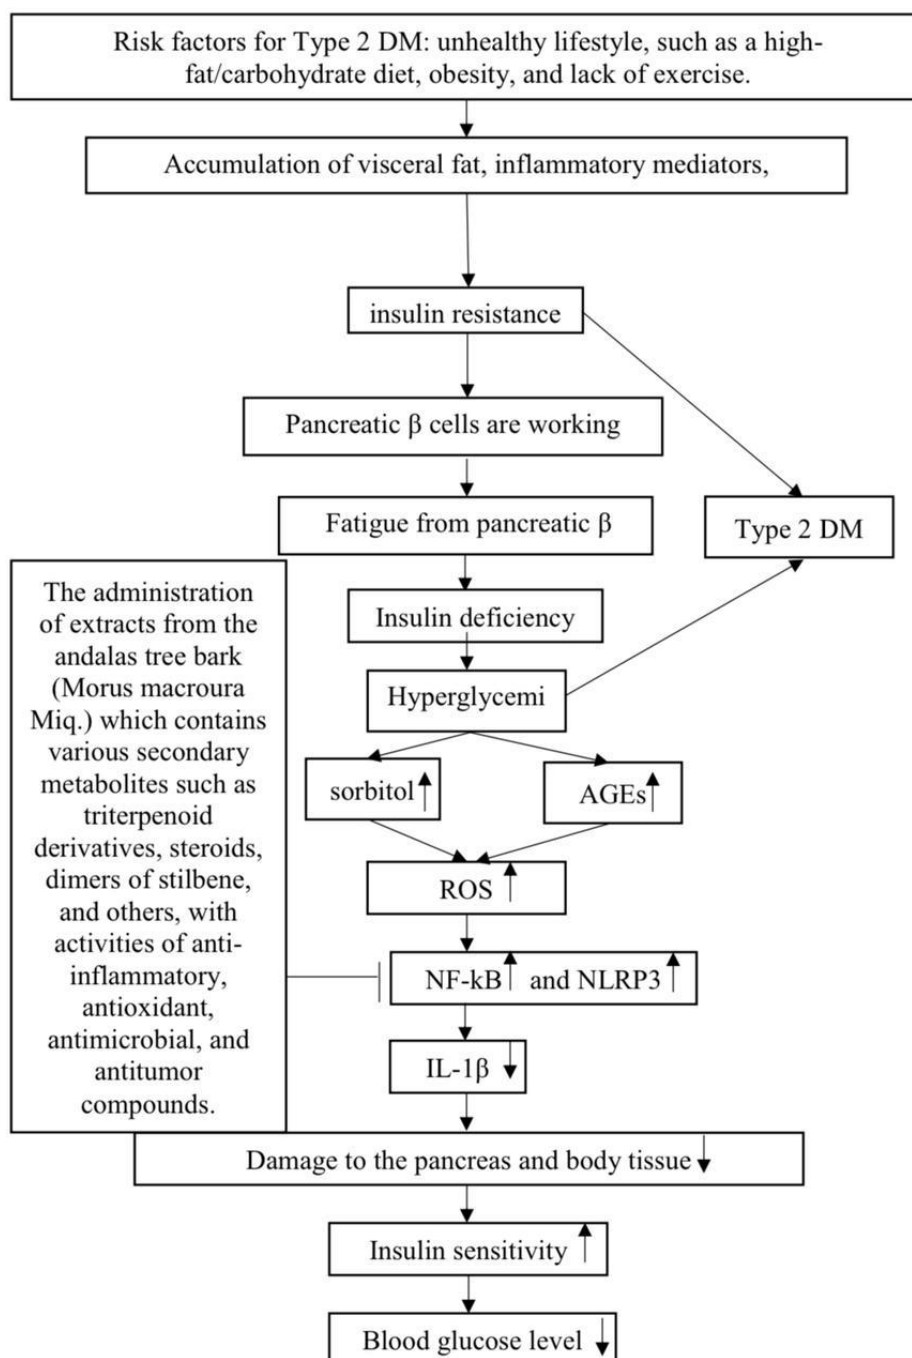 Risk factors for Type 2 DM: unhealthy lifestyle, such as a high-
fat/carbohydrate diet, obesity, and lack of exercise.
Accumulation of visceral fat, inflammatory mediators,
insulin resistance
Pancreatic β cells are working
Fatigue from pancreatic β
Type 2 DM
Insulin deficiency
Hyperglycemi
The administration
of extracts from the
andalas tree bark
(Morus macroura
Miq.) which contains
various secondary
metabolites such as
triterpenoid
derivatives, steroids,
dimers of stilbene,
and others, with
activities of anti-
inflammatory,
antioxidant,
antimicrobial, and
antitumor
compounds.
sorbitol
AGEs
ROS
NF-kB and NLRP3
IL-1β
Damage to the pancreas and body tissue
Insulin sensitivity
Blood glucose level